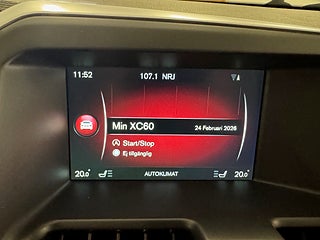 11:52 107.1 NRJ
Min XC60 24 Februari 2026
Start/Stop
Ej tillgänglig
20.0° AUTOKLIMAT 20.0°